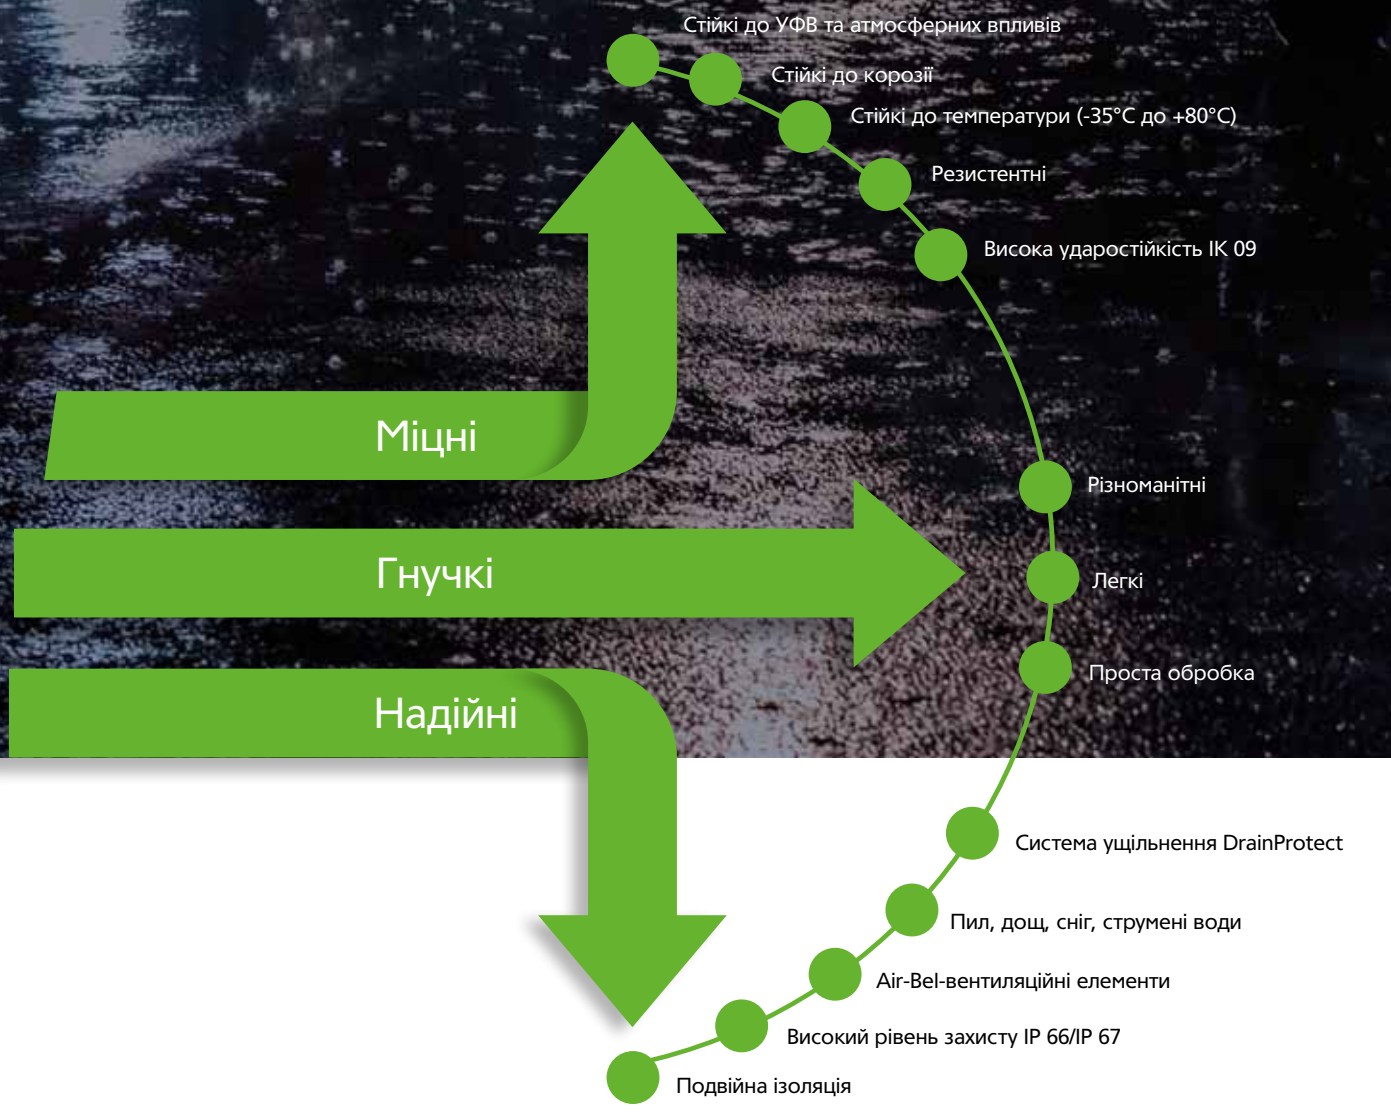 Стійкі до УФВ та атмосферних впливів
Стійкі до корозії
Стійкі до температури (-35°C до +80°C)
Резистентні
Висока ударостійкість IK 09
Міцні
Різноманітні
Гнучкі
Легкі
Проста обробка
Надійні
Система ущільнення DrainProtect
Пил, дощ, сніг, струмені води
Air-Bel-вентиляційні елементи
Високий рівень захисту IP 66/IP 67
Подвійна ізоляція